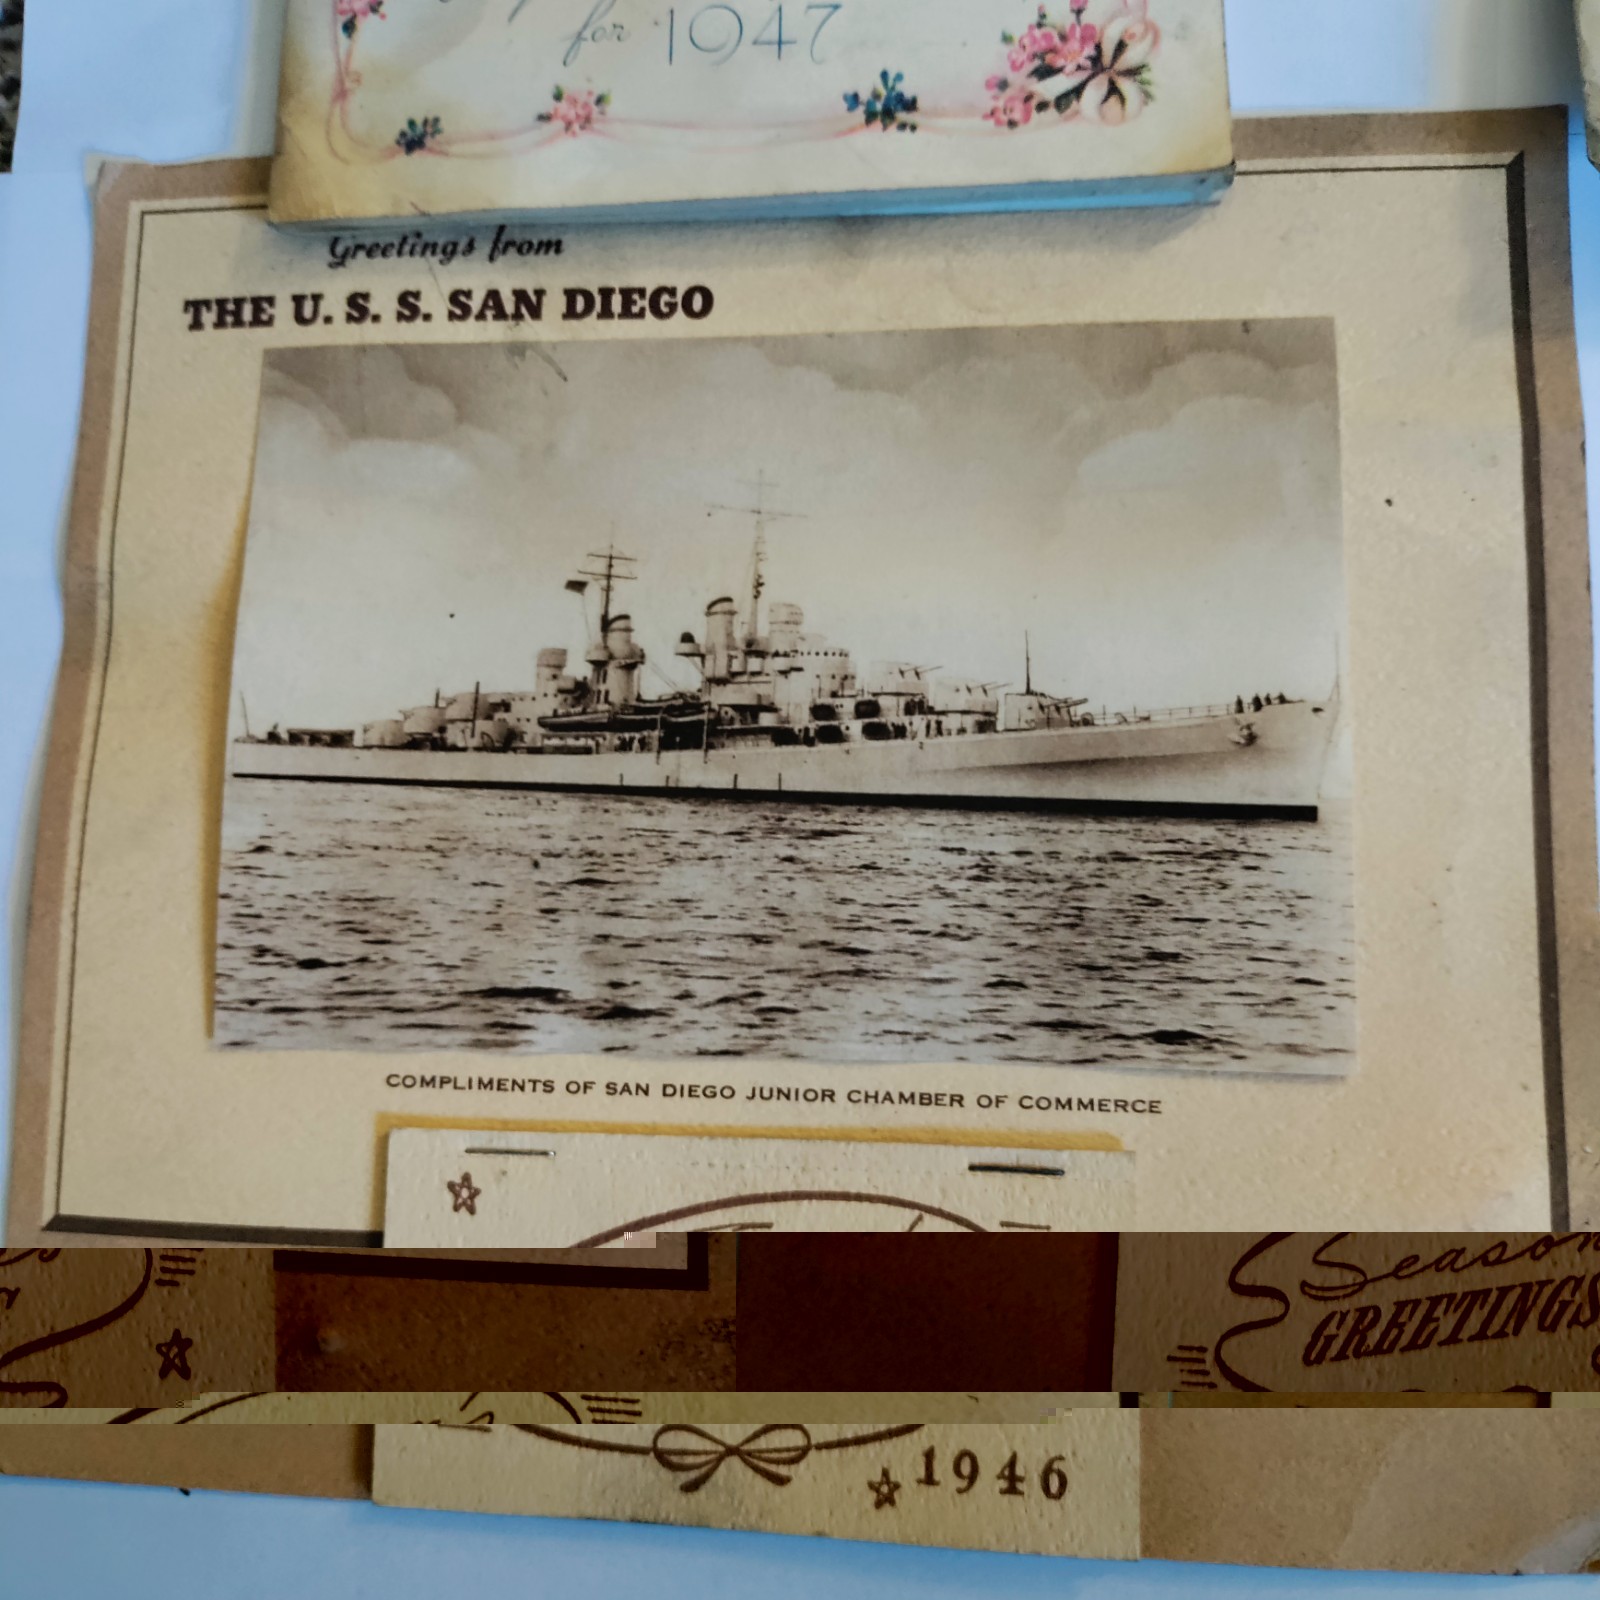 for 1947
Greetings from
THE U. S. S. SAN DIEGO
COMPLIMENTS OF SAN DIEGO JUNIOR CHAMBER OF COMMERCE
Season
GREETINGS
1946